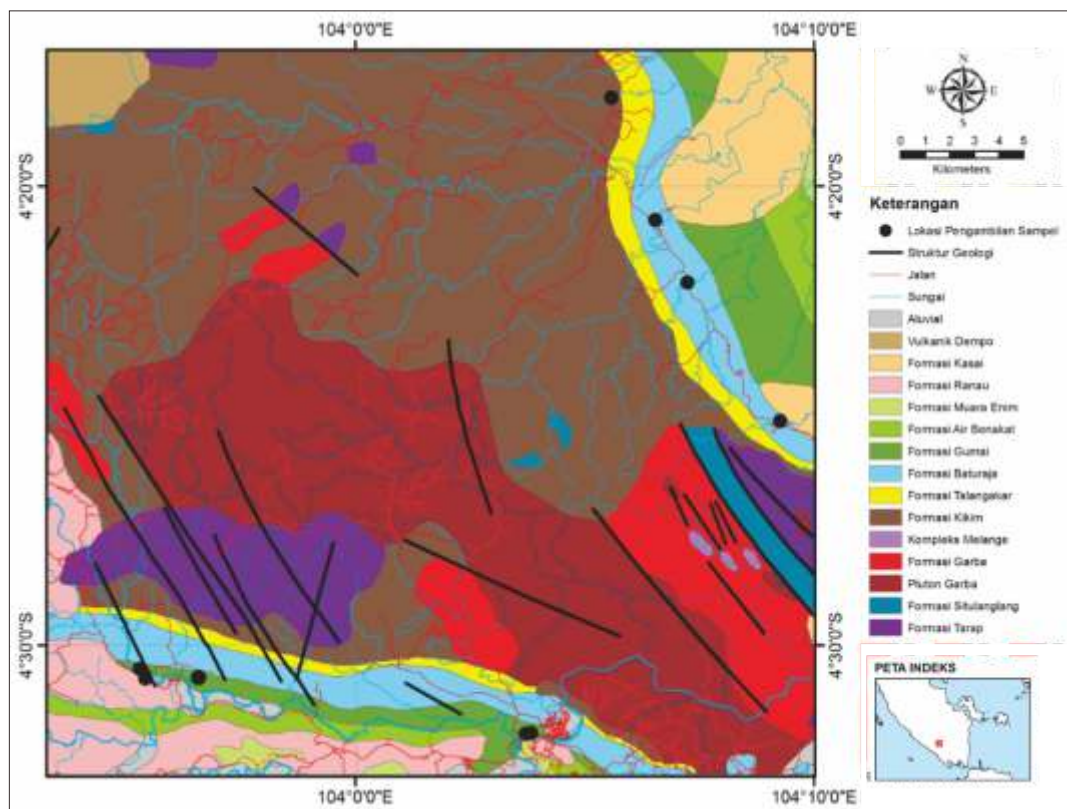 104°0'0"E
104°10'0"E
N
W
E
S
0 1 2 3 4 5
Kilometers
4°20'0"S
4°20'0"S
Keterangan
Lokasi Pengambilan Sampel
Struktur Geologi
Jalan
Sungai
Aluvial
Vulkanik Dempo
Formasi Kasai
Formasi Ranau
Formasi Muara Enim
Formasi Air Benakat
Formasi Gumai
Formasi Baturaja
Formasi Talangakar
Formasi Kikim
Kompleks Melange
Formasi Garba
Pluton Garba
Formasi Situlanglang
Formasi Tarap
4°30'0"S
4°30'0"S
PETA INDEKS
104°0'0"E
104°10'0"E